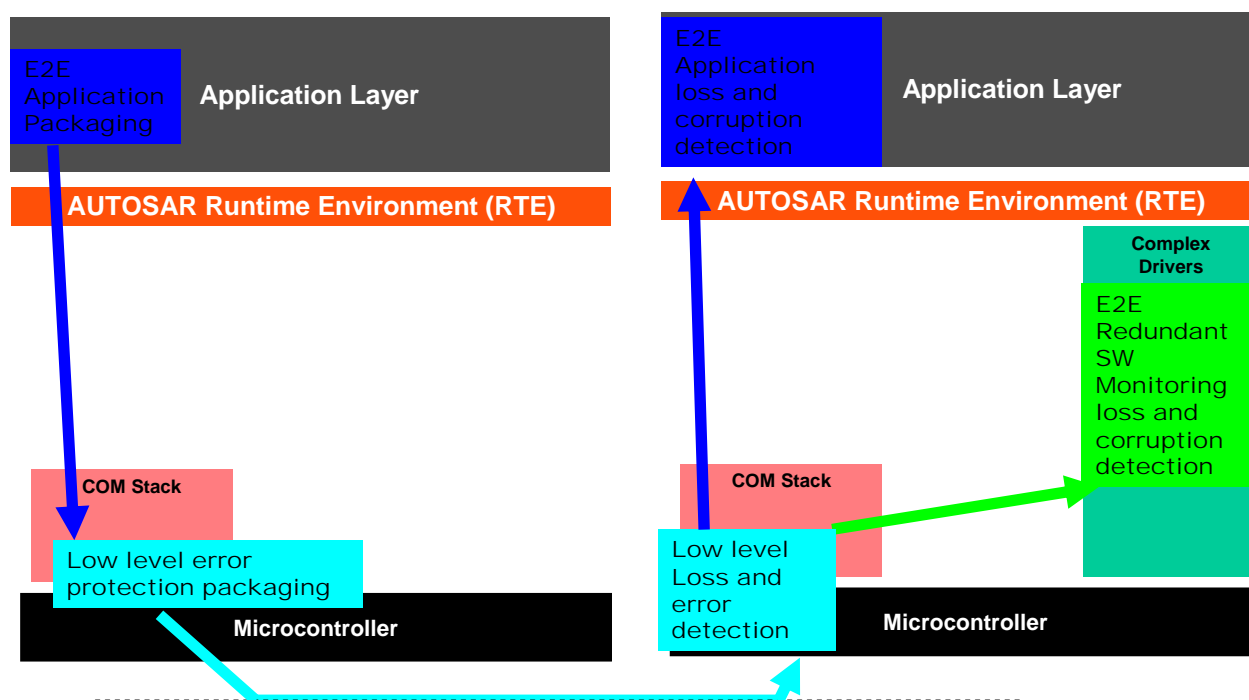 E2E
Application
Packaging
Application Layer
AUTOSAR Runtime Environment (RTE)
COM Stack
Low level error
protection packaging
Microcontroller
E2E
Application
loss and
corruption
detection
Application Layer
AUTOSAR Runtime Environment (RTE)
Complex
Drivers
E2E
Redundant
SW
Monitoring
loss and
corruption
detection
COM Stack
Low level
Loss and
error
detection
Microcontroller